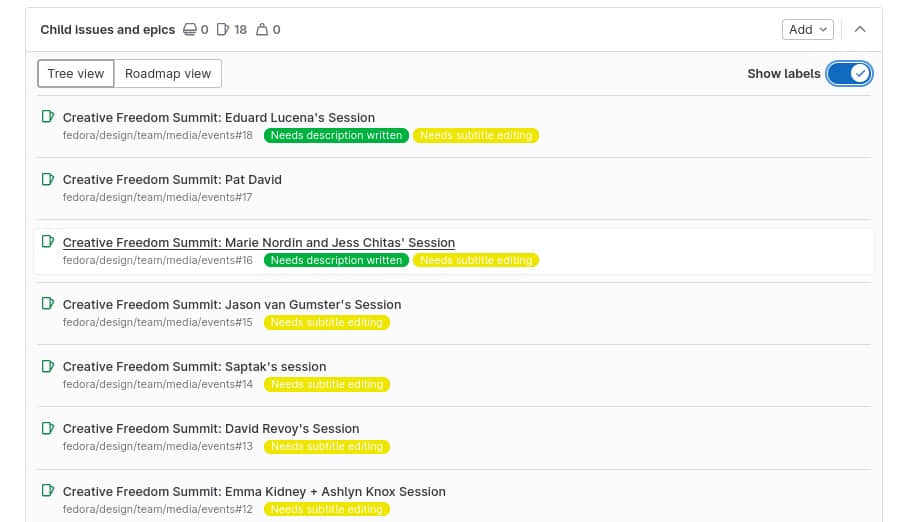 Child issues and epics 0 18 0 Add
Tree view Roadmap view Show labels
Creative Freedom Summit: Eduard Lucena's Session
fedora/design/team/media/events#18 Needs description written Needs subtitle editing
Creative Freedom Summit: Pat David
fedora/design/team/media/events#17
Creative Freedom Summit: Marie Nordin and Jess Chitas' Session
fedora/design/team/media/events#16 Needs description written Needs subtitle editing
Creative Freedom Summit: Jason van Gumster's Session
fedora/design/team/media/events#15 Needs subtitle editing
Creative Freedom Summit: Saptak's session
fedora/design/team/media/events#14 Needs subtitle editing
Creative Freedom Summit: David Revoy's Session
fedora/design/team/media/events#13 Needs subtitle editing
Creative Freedom Summit: Emma Kidney + Ashlyn Knox Session
fedora/design/team/media/events#12 Needs subtitle editing